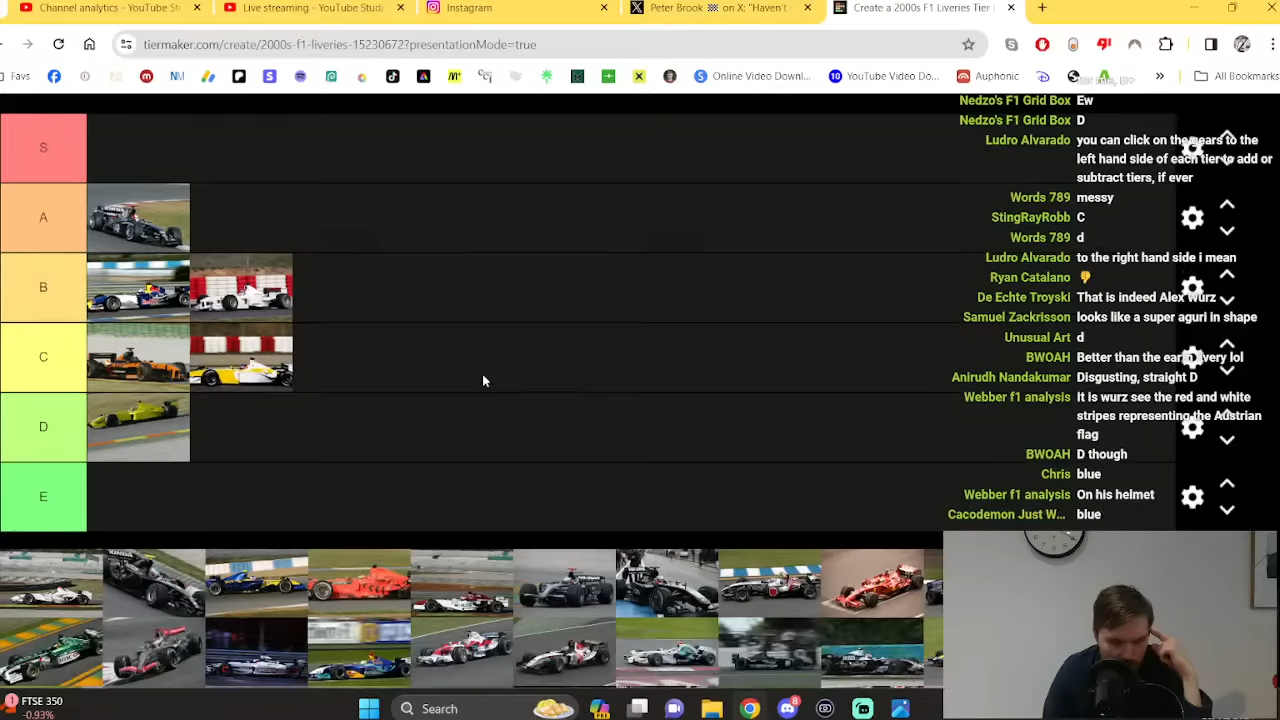 Channel analytics - YouTube St
Live streaming - YouTube Studi
Instagram
Peter Brook 🏁 on X: "Haven't
Create a 2000s F1 Liveries Tier
tiermaker.com/create/2000s-f1-liveries-15230672?presentationMode=true
Favs
Online Video Downl...
YouTube Video Do...
Auphonic
All Bookmarks
Nedzo's F1 Grid Box Ew
Nedzo's F1 Grid Box D
Ludro Alvarado you can click on the gears to the
left hand side of each tier to add or
subtract tiers, if ever
Words 789 messy
StingRayRobb C
Words 789 d
Ludro Alvarado to the right hand side i mean
Ryan Catalano 👎
De Echte Troyski That is indeed Alex Wurz
Samuel Zackrisson looks like a super aguri in shape
Unusual Art d
BWOAH Better than the earth livery lol
Anirudh Nandakumar Disgusting, straight D
Webber f1 analysis It is wurz see the red and white
stripes representing the Austrian
flag
BWOAH D though
Chris blue
Webber f1 analysis On his helmet
Cacodemon Just W... blue
S
A
B
C
D
E
FTSE 350
-0.93%
Search